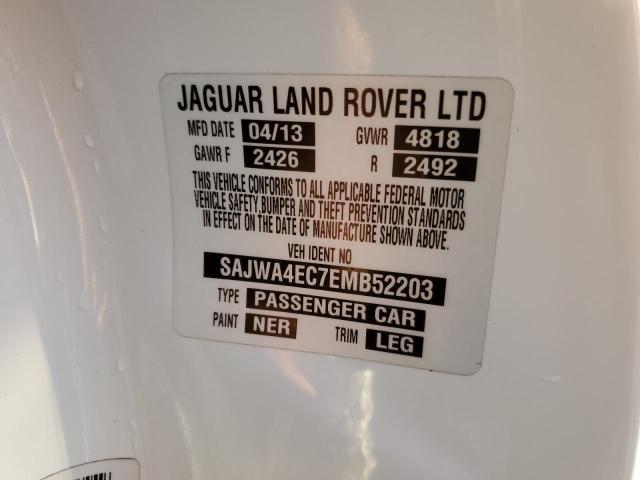 JAGUAR LAND ROVER LTD
MFD DATE 04/13 GVWR 4818
GAWR F 2426 R 2492
THIS VEHICLE CONFORMS TO ALL APPLICABLE FEDERAL MOTOR
VEHICLE SAFETY, BUMPER AND THEFT PREVENTION STANDARDS
IN EFFECT ON THE DATE OF MANUFACTURE SHOWN ABOVE.
VEH IDENT NO
SAJWA4EC7EMB52203
TYPE PASSENGER CAR
PAINT NER TRIM LEG